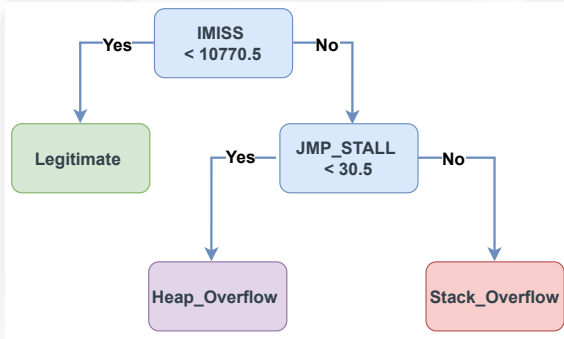 IMISS
< 10770.5
Yes
No
Legitimate
JMP_STALL
< 30.5
Yes
No
Heap_Overflow
Stack_Overflow